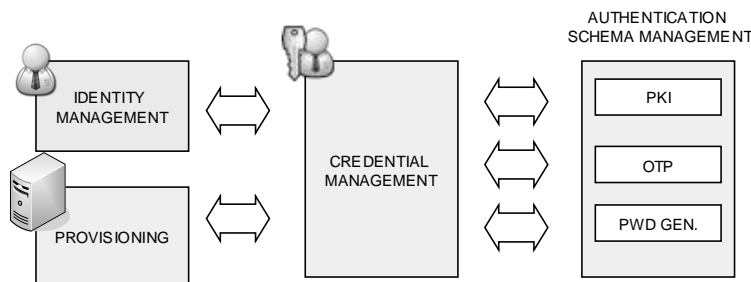 AUTHENTICATION
SCHEMA MANAGEMENT
IDENTITY
MANAGEMENT
PKI
CREDENTIAL
MANAGEMENT
OTP
PROVISIONING
PWD GEN.